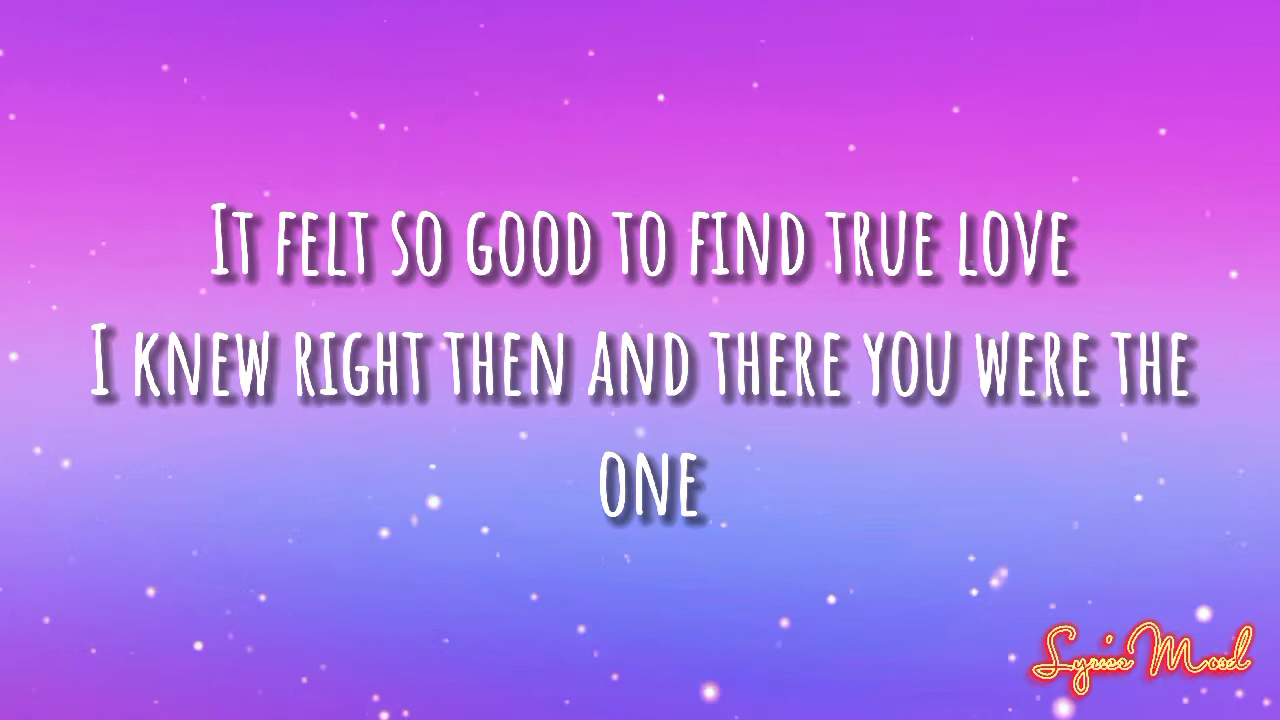 It felt so good to find true love
I knew right then and there you were the
one
Lyrics Mood